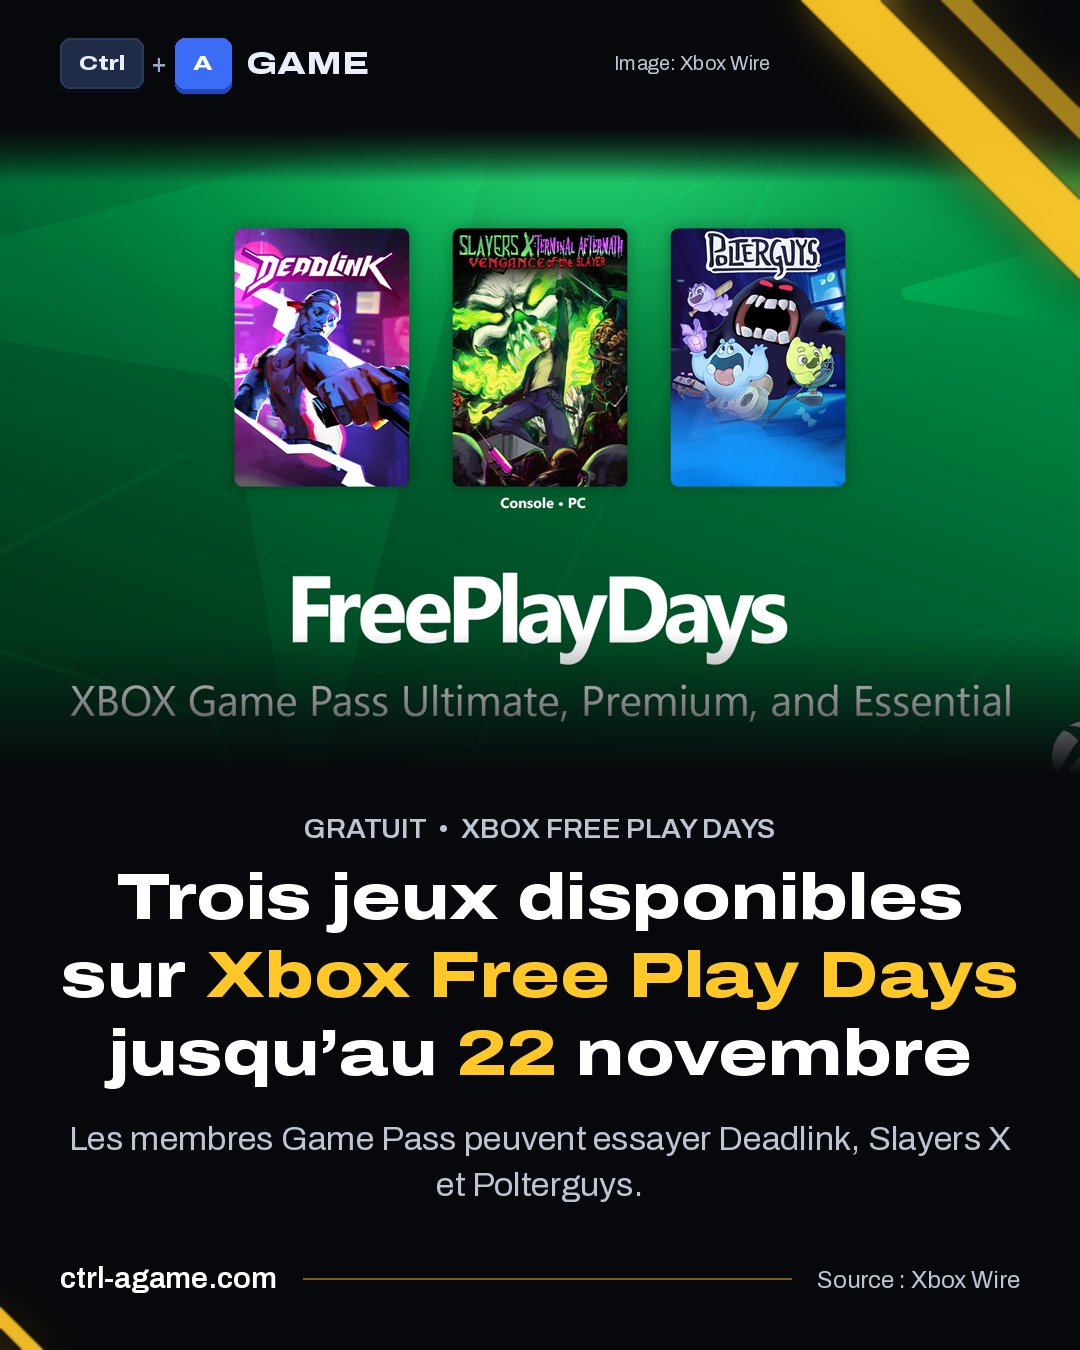 Ctrl + A GAME
Image: Xbox Wire
DEADLINK
SLAYERS X: TERMINAL AFTERMATH
VENGANCE of the SLAYER
POLTERGUYS
Console • PC
FreePlayDays
XBOX Game Pass Ultimate, Premium, and Essential
GRATUIT • XBOX FREE PLAY DAYS
Trois jeux disponibles
sur Xbox Free Play Days
jusqu’au 22 novembre
Les membres Game Pass peuvent essayer Deadlink, Slayers X
et Polterguys.
ctrl-agame.com
Source : Xbox Wire